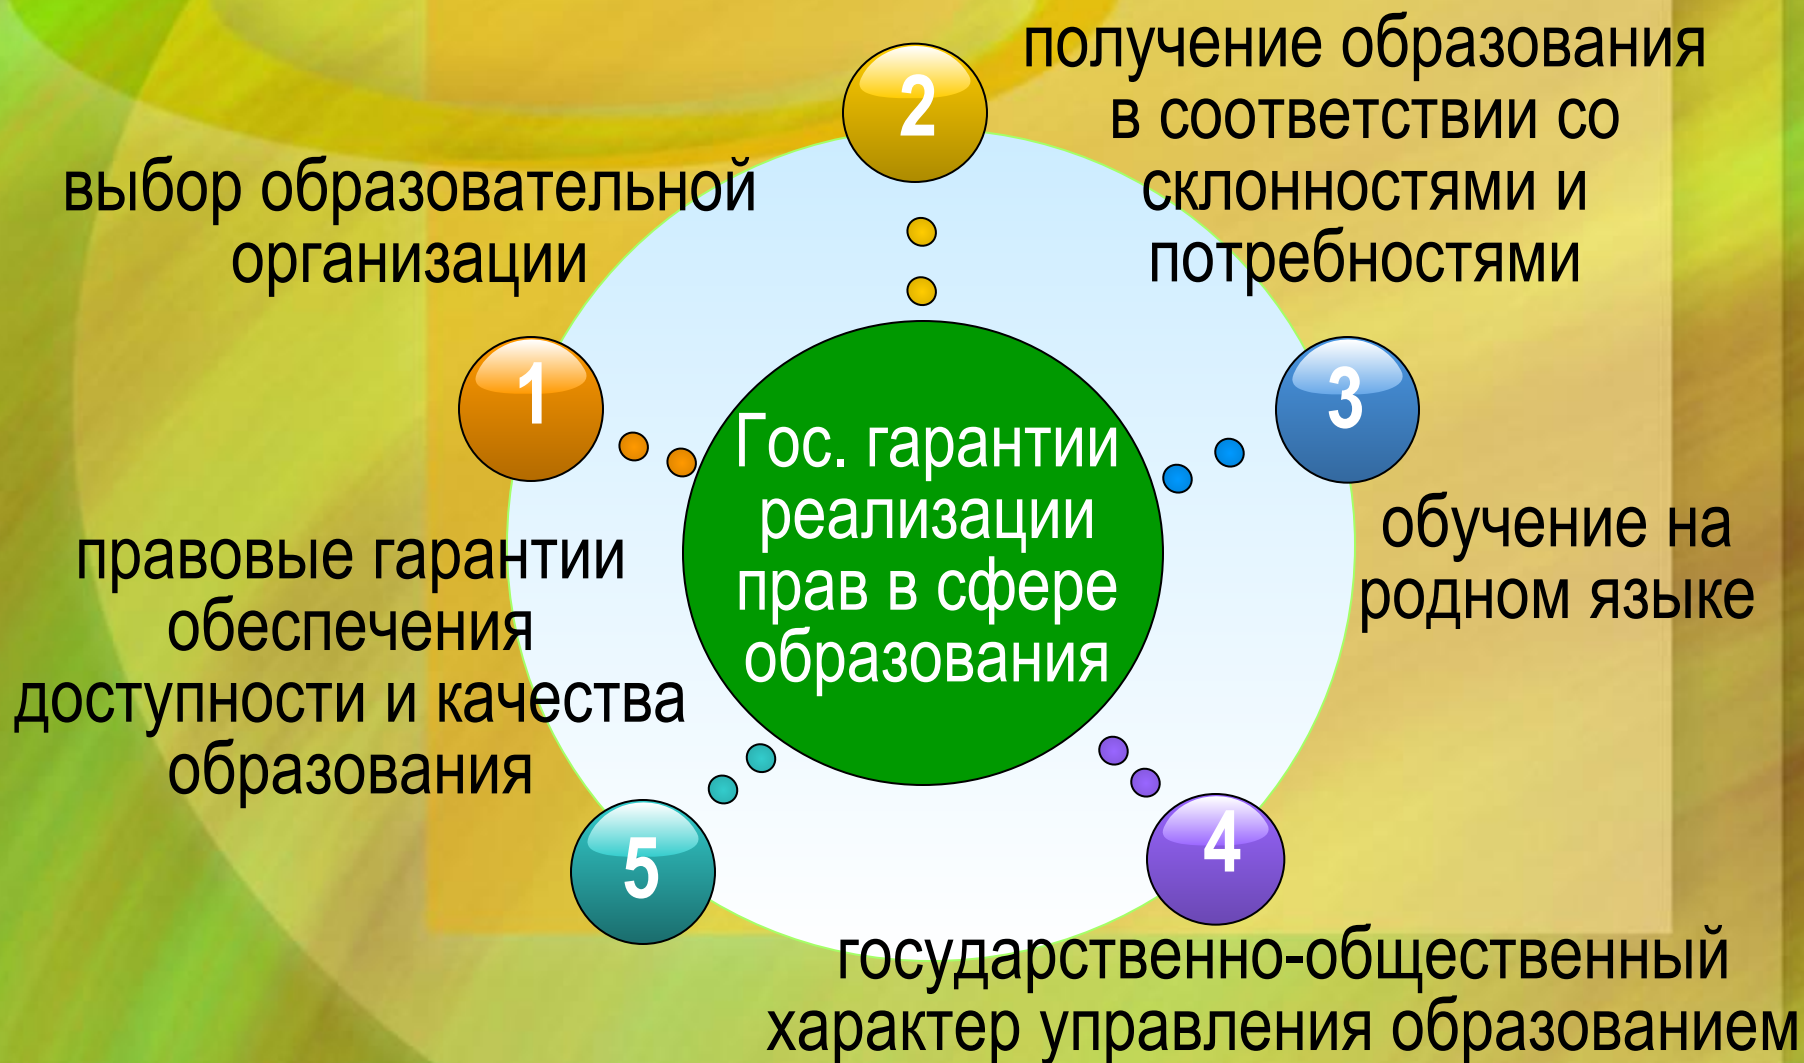 1
выбор образовательной
организации
2
получение образования
в соответствии со
склонностями и
потребностями
3
обучение на
родном языке
Гос. гарантии
реализации
прав в сфере
образования
4
государственно-общественный
характер управления образованием
5
правовые гарантии
обеспечения
доступности и качества
образования